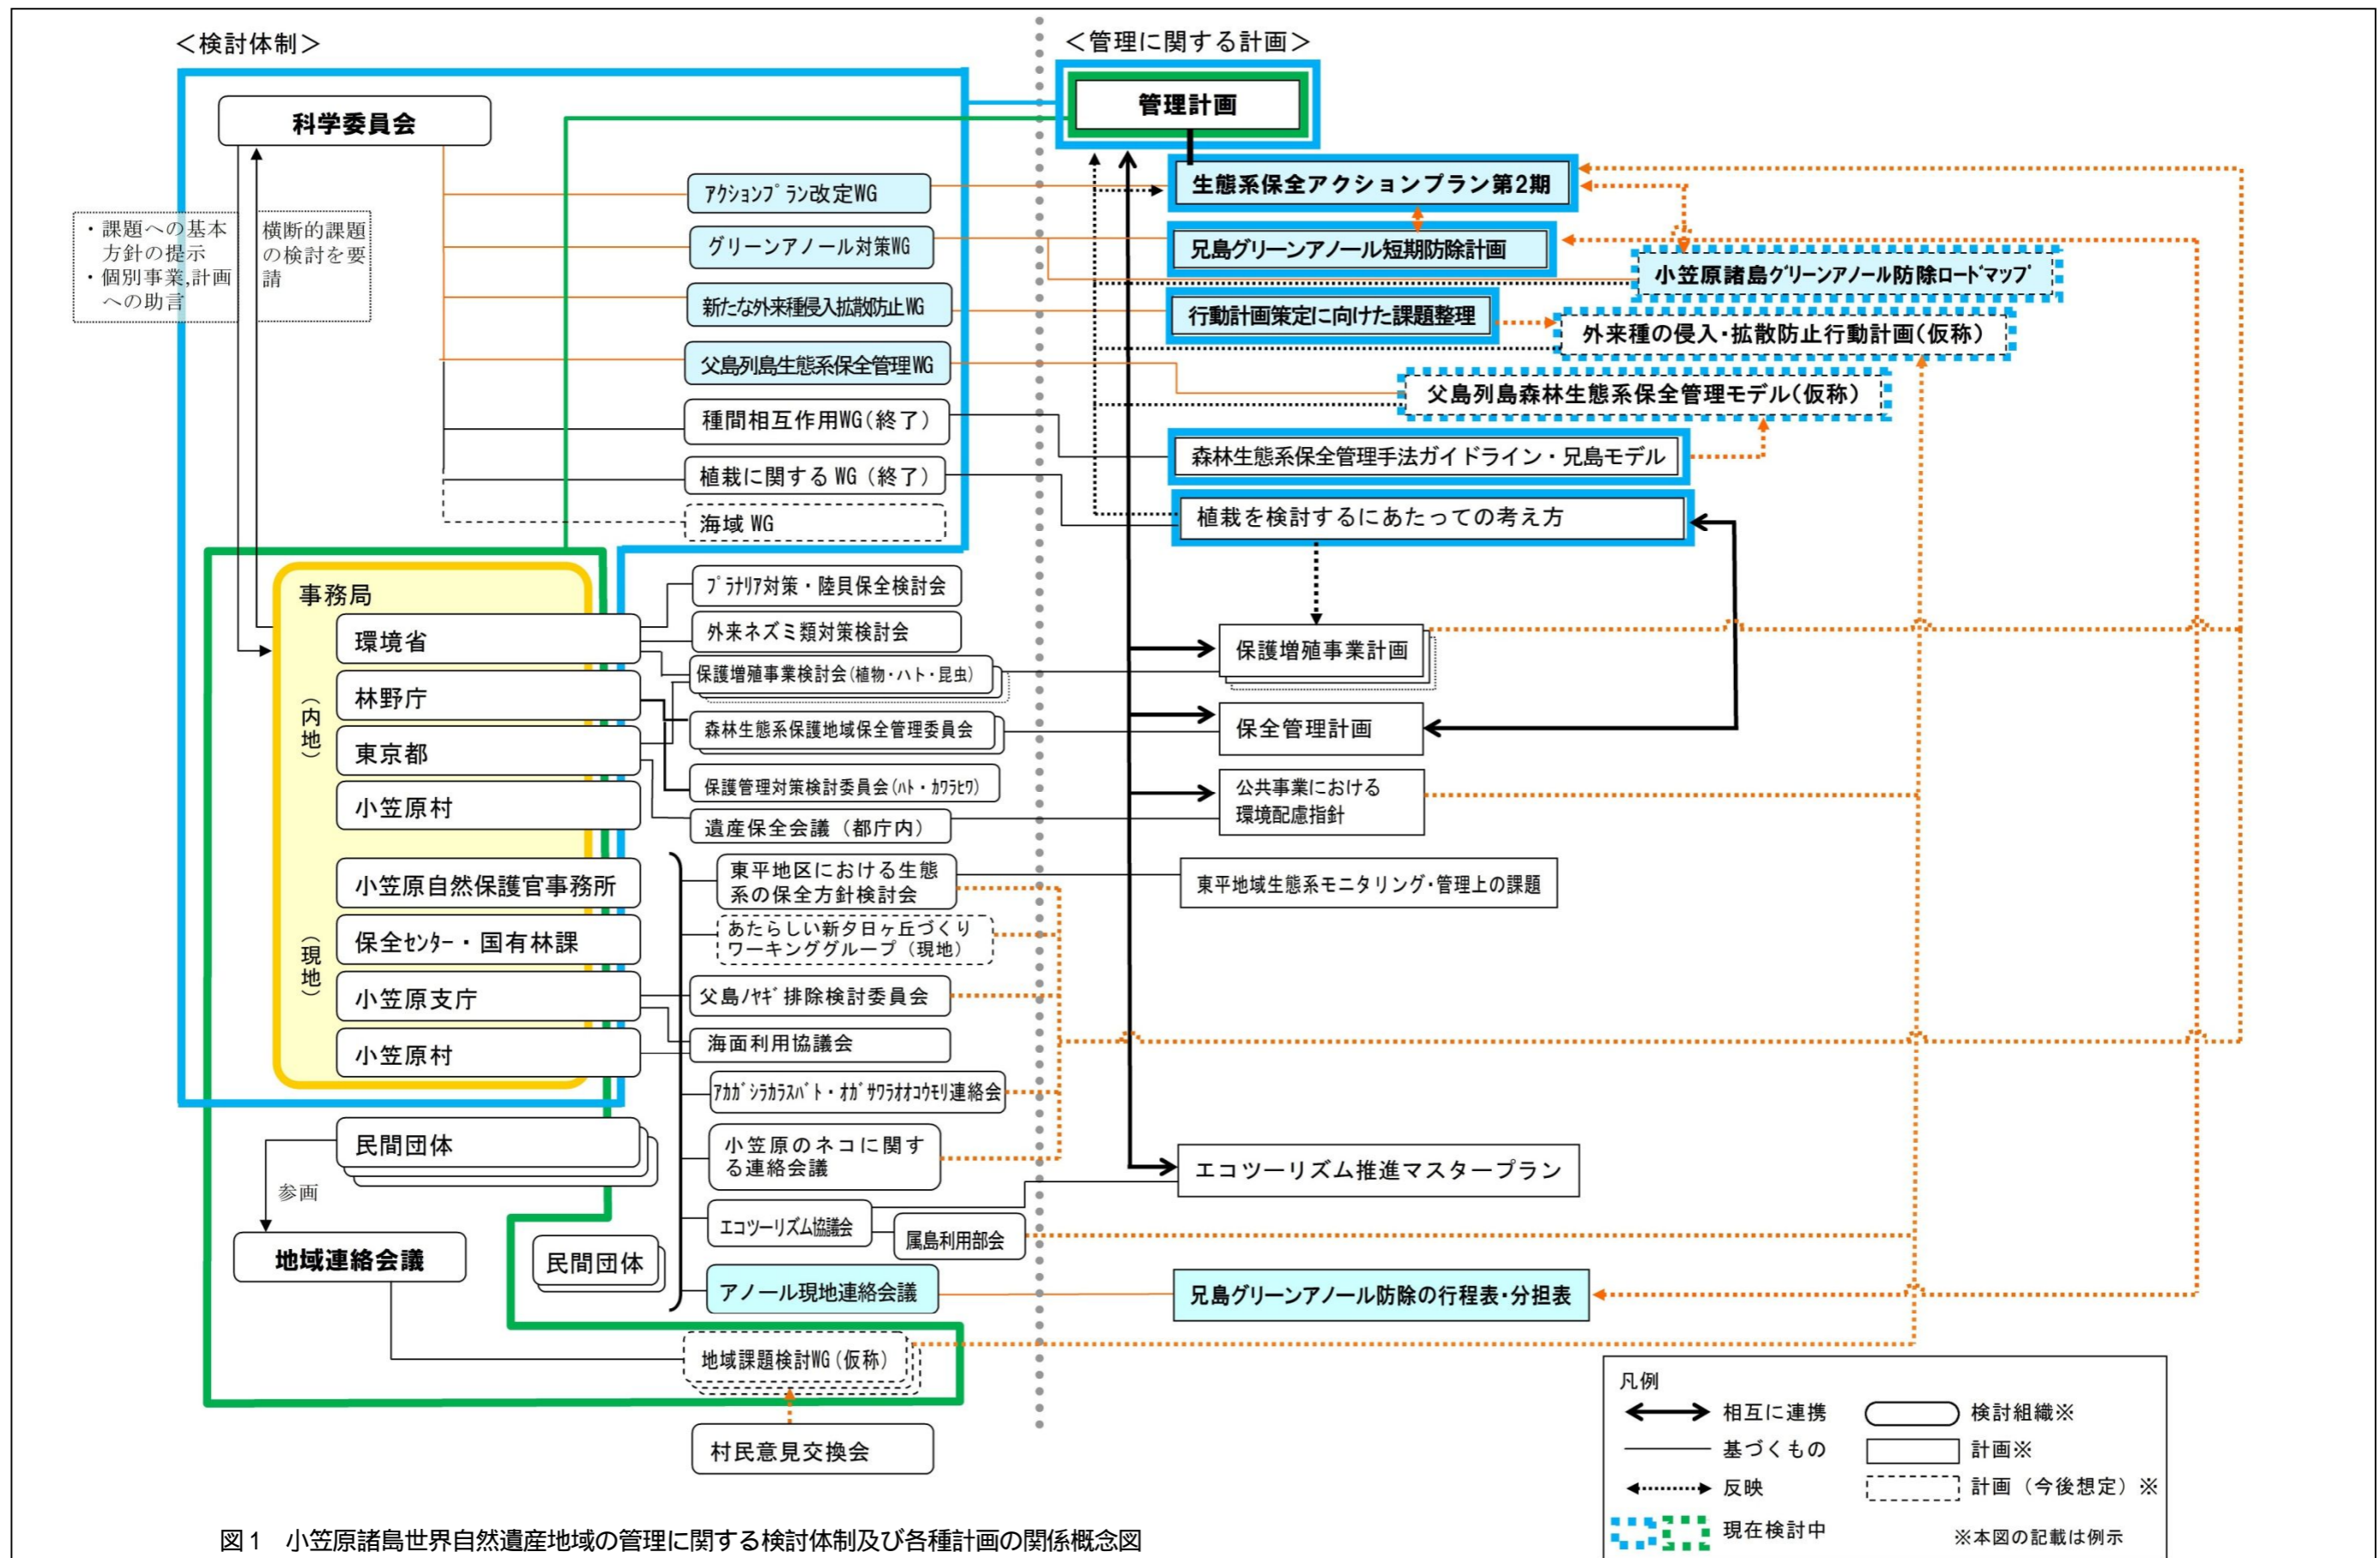 ＜検討体制＞
＜管理に関する計画＞
科学委員会
管理計画
・課題への基本
方針の提示
・個別事業,計画
への助言
横断的課題
の検討を要
請
アクションプラン改定WG
グリーンアノール対策WG
新たな外来種侵入拡散防止WG
父島列島生態系保全管理WG
種間相互作用WG(終了)
植栽に関するWG（終了）
海域WG
生態系保全アクションプラン第2期
兄島グリーンアノール短期防除計画
小笠原諸島グリーンアノール防除ロードマップ
行動計画策定に向けた課題整理
外来種の侵入・拡散防止行動計画(仮称)
父島列島森林生態系保全管理モデル(仮称)
森林生態系保全管理手法ガイドライン・兄島モデル
植栽を検討するにあたっての考え方
事務局
（内地）
環境省
林野庁
東京都
小笠原村
（現地）
小笠原自然保護官事務所
保全センター・国有林課
小笠原支庁
小笠原村
プラナリア対策・陸貝保全検討会
外来ネズミ類対策検討会
保護増殖事業検討会(植物・ハト・昆虫)
森林生態系保護地域保全管理委員会
保護管理対策検討委員会(ハト・カワラヒワ)
遺産保全会議（都庁内）
東平地区における生態
系の保全方針検討会
あたらしい新夕日ヶ丘づくり
ワーキンググループ（現地）
父島ノヤギ排除検討委員会
海面利用協議会
アカガシラカラスバト・オガサワラオオコウモリ連絡会
小笠原のネコに関す
る連絡会議
エコツーリズム協議会
属島利用部会
アノール現地連絡会議
保護増殖事業計画
保全管理計画
公共事業における
環境配慮指針
東平地域生態系モニタリング・管理上の課題
エコツーリズム推進マスタープラン
兄島グリーンアノール防除の行程表・分担表
民間団体
参画
地域連絡会議
民間団体
地域課題検討WG(仮称)
村民意見交換会
凡例
相互に連携
検討組織※
基づくもの
計画※
反映
計画（今後想定）※
現在検討中
※本図の記載は例示
図1　小笠原諸島世界自然遺産地域の管理に関する検討体制及び各種計画の関係概念図